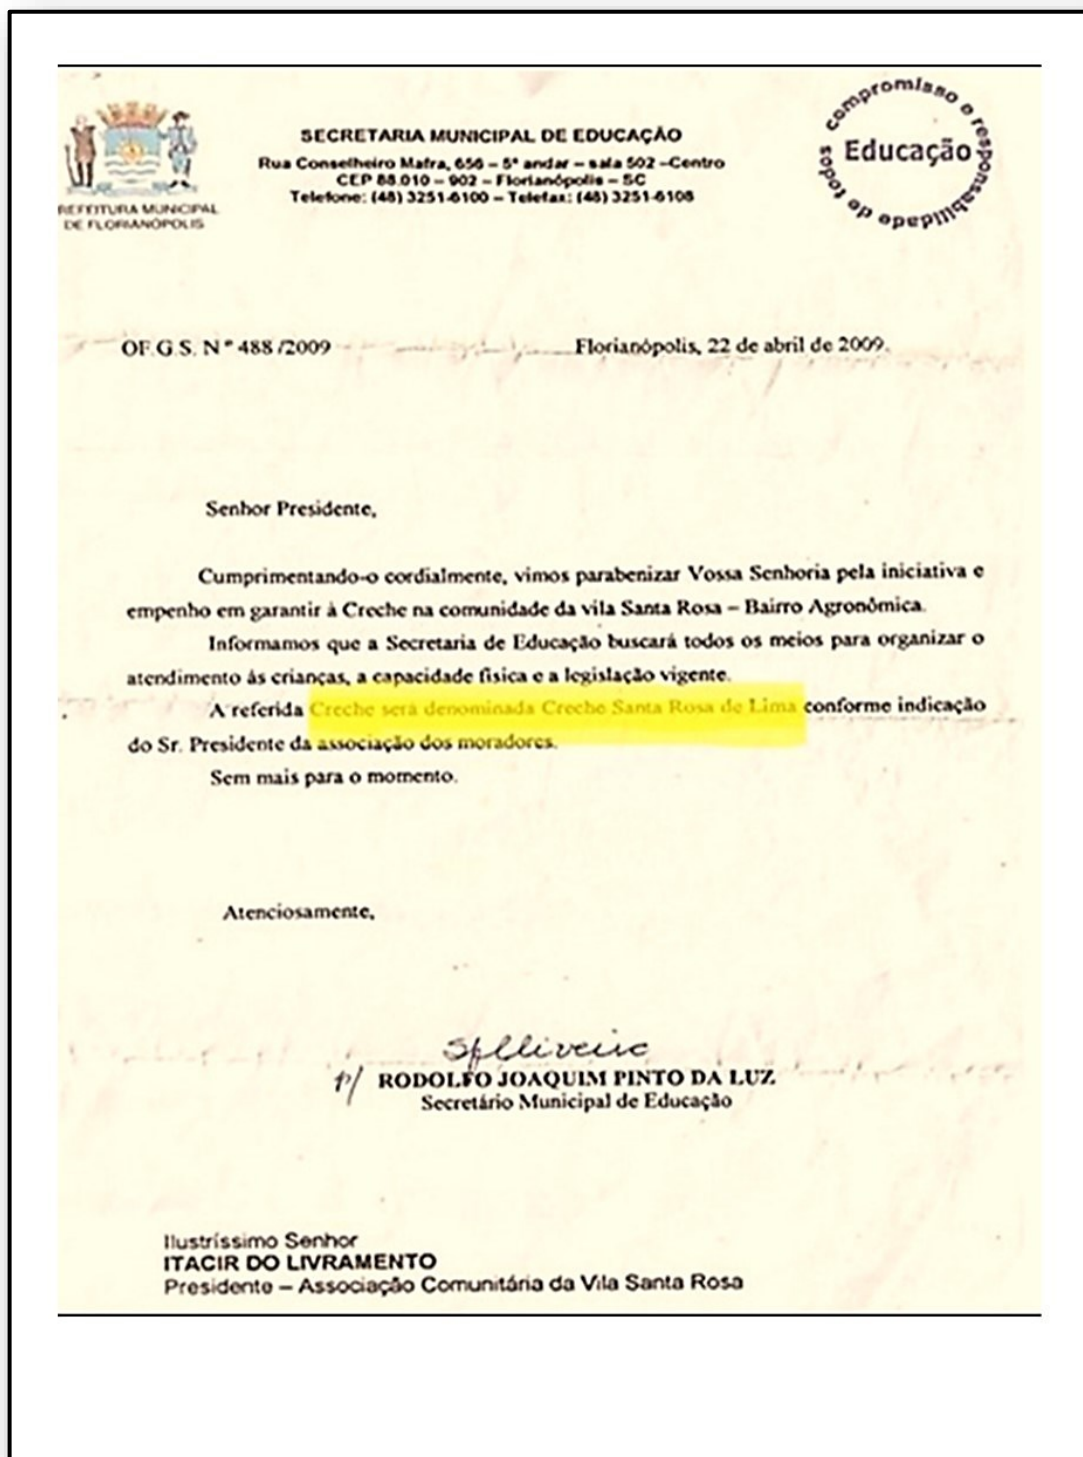 REFEITURA MUNICIPAL
DE FLORIANÓPOLIS
SECRETARIA MUNICIPAL DE EDUCAÇÃO
Rua Conselheiro Mafra, 656 – 5º andar – sala 502 –Centro
CEP 88.010 – 902 – Florianópolis – SC
Telefone: (48) 3251-6100 – Telefax: (48) 3251-6108
compromisso e responsabilidade de todos
Educação
OF.G.S. Nº 488 /2009
Florianópolis, 22 de abril de 2009.
Senhor Presidente,
Cumprimentando-o cordialmente, vimos parabenizar Vossa Senhoria pela iniciativa e
empenho em garantir à Creche na comunidade da vila Santa Rosa – Bairro Agronômica.
Informamos que a Secretaria de Educação buscará todos os meios para organizar o
atendimento ás crianças, a capacidade física e a legislação vigente.
A referida Creche será denominada Creche Santa Rosa de Lima conforme indicação
do Sr. Presidente da associação dos moradores.
Sem mais para o momento.
Atenciosamente,
p/ RODOLFO JOAQUIM PINTO DA LUZ
Secretário Municipal de Educação
Ilustríssimo Senhor
ITACIR DO LIVRAMENTO
Presidente – Associação Comunitária da Vila Santa Rosa